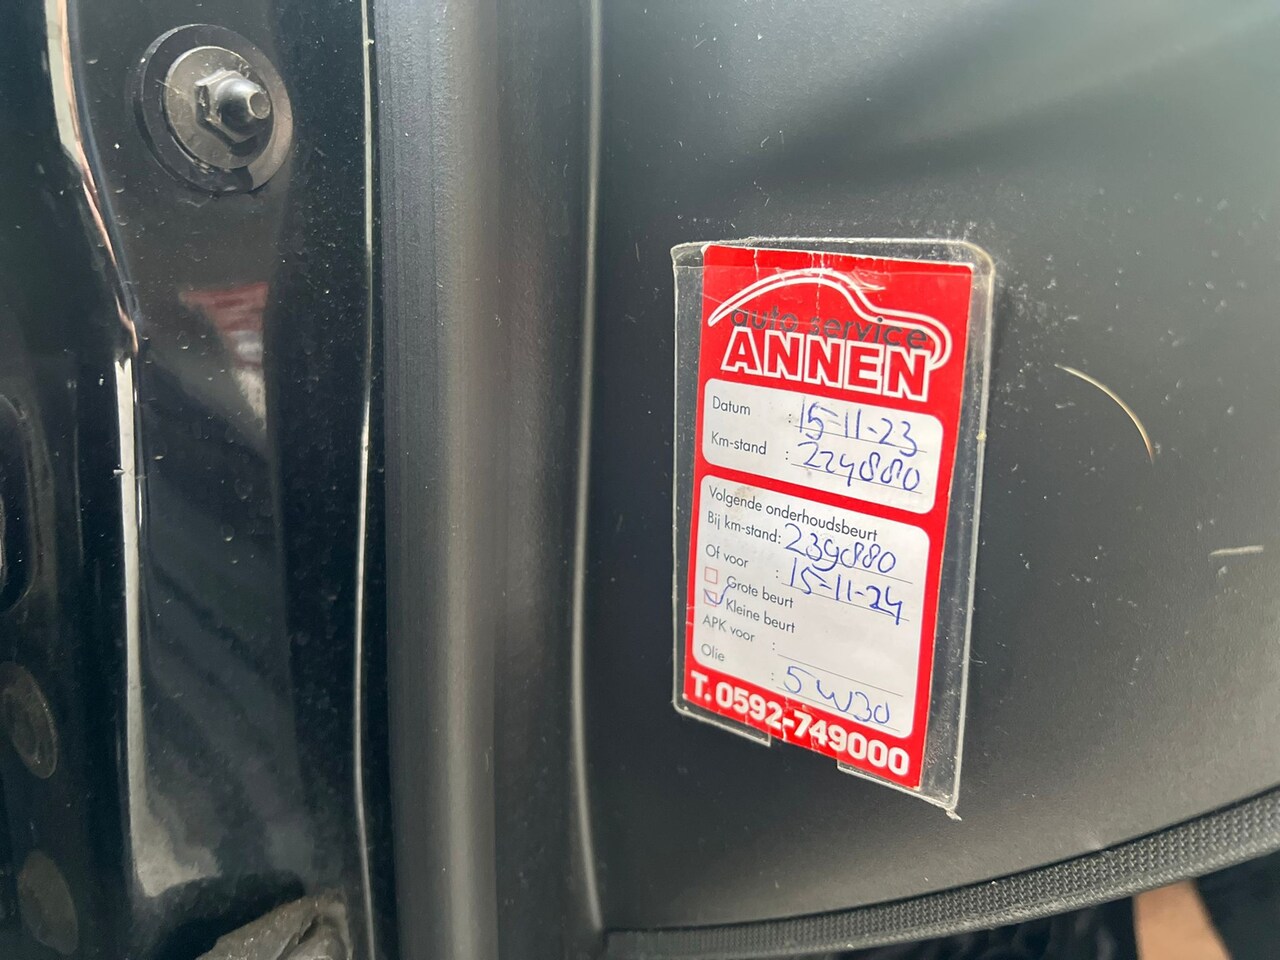 auto service
ANNEN
Datum : 15-11-23
Km-stand : 224880
Volgende onderhoudsbeurt
Bij km-stand: 239880
Of voor : 15-11-24
Grote beurt
Kleine beurt
APK voor :
Olie : 5W30
T. 0592-749000